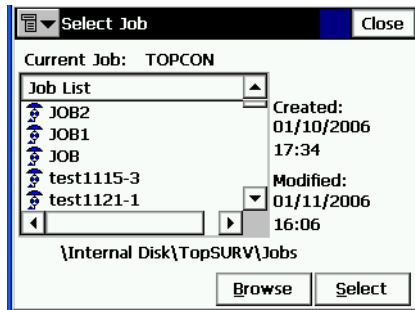 Select Job Close
Current Job: TOPCON
Job List
JOB2
JOB1
JOB
test1115-3
test1121-1
Created:
01/10/2006
17:34
Modified:
01/11/2006
16:06
\Internal Disk\TopSURV\Jobs
Browse Select